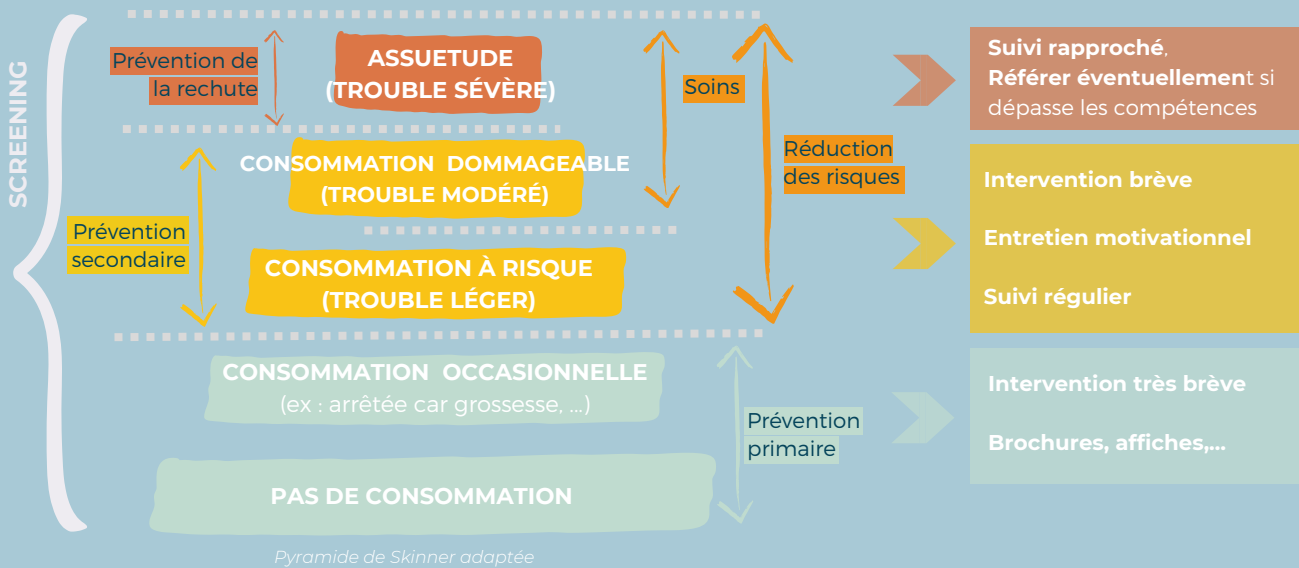 SCREENING
Prévention de
la rechute
ASSUETUDE
(TROUBLE SÉVÈRE)
Soins
Suivi rapproché,
Référer éventuellement si
dépasse les compétences
CONSOMMATION DOMMAGEABLE
(TROUBLE MODÉRÉ)
Réduction
des risques
Prévention
secondaire
CONSOMMATION À RISQUE
(TROUBLE LÉGER)
Intervention brève
Entretien motivationnel
Suivi régulier
CONSOMMATION OCCASIONNELLE
(ex : arrêtée car grossesse, ...)
Prévention
primaire
Intervention très brève
Brochures, affiches,...
PAS DE CONSOMMATION
Pyramide de Skinner adaptée